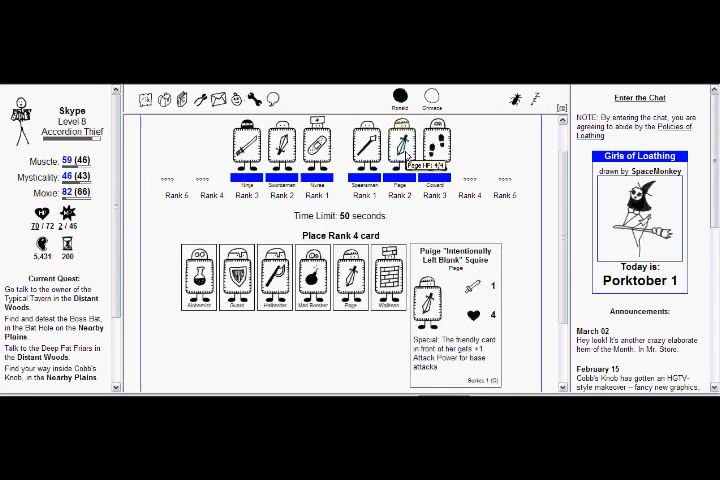 Skype
Level 8
Accordion Thief
Muscle: 59 (46)
Mysticality: 46 (43)
Moxie: 82 (66)
70 / 72 2 / 46
5,431 200
Current Quest:
Go talk to the owner of the
Typical Tavern in the Distant
Woods.
Find and defeat the Boss Bat,
in the Bat Hole on the Nearby
Plains.
Talk to the Deep Fat Friars in
the Distant Woods.
Find your way inside Cobb's
Knob, in the Nearby Plains.
Ronald Grimace
[re]
Page HP: 4/4
???? ???? Ninja Swordsman Nurse Spearsman Page Coward ???? ????
Rank 5 Rank 4 Rank 3 Rank 2 Rank 1 Rank 1 Rank 2 Rank 3 Rank 4 Rank 5
Time Limit: 50 seconds.
Place Rank 4 card
Alchemist Guard Halberder Mad Bomber Page Wallman
Poige "Intentionally
Left Blank" Squire
Page
1
4
Special: The friendly card
in front of her gets +1
Attack Power for base
attacks
Series 1 (C)
Enter the Chat
NOTE: By entering the chat, you are
agreeing to abide by the Policies of
Loathing
Girls of Loathing
drawn by SpaceMonkey
Today is:
Porktober 1
Announcements:
March 02
Hey look! It's another crazy elaborate
Item-of-the-Month. In Mr. Store.
February 15
Cobb's Knob has gotten an HGTV-
style makeover -- fancy new graphics,